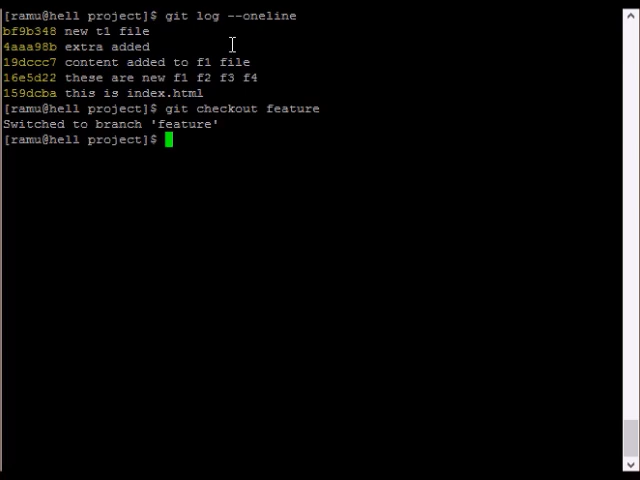 [ramu@hell project]$ git log --oneline
bf9b348 new t1 file
4aaa98b extra added
19dccc7 content added to f1 file
16e5d22 these are new f1 f2 f3 f4
159dcba this is index.html
[ramu@hell project]$ git checkout feature
Switched to branch 'feature'
[ramu@hell project]$